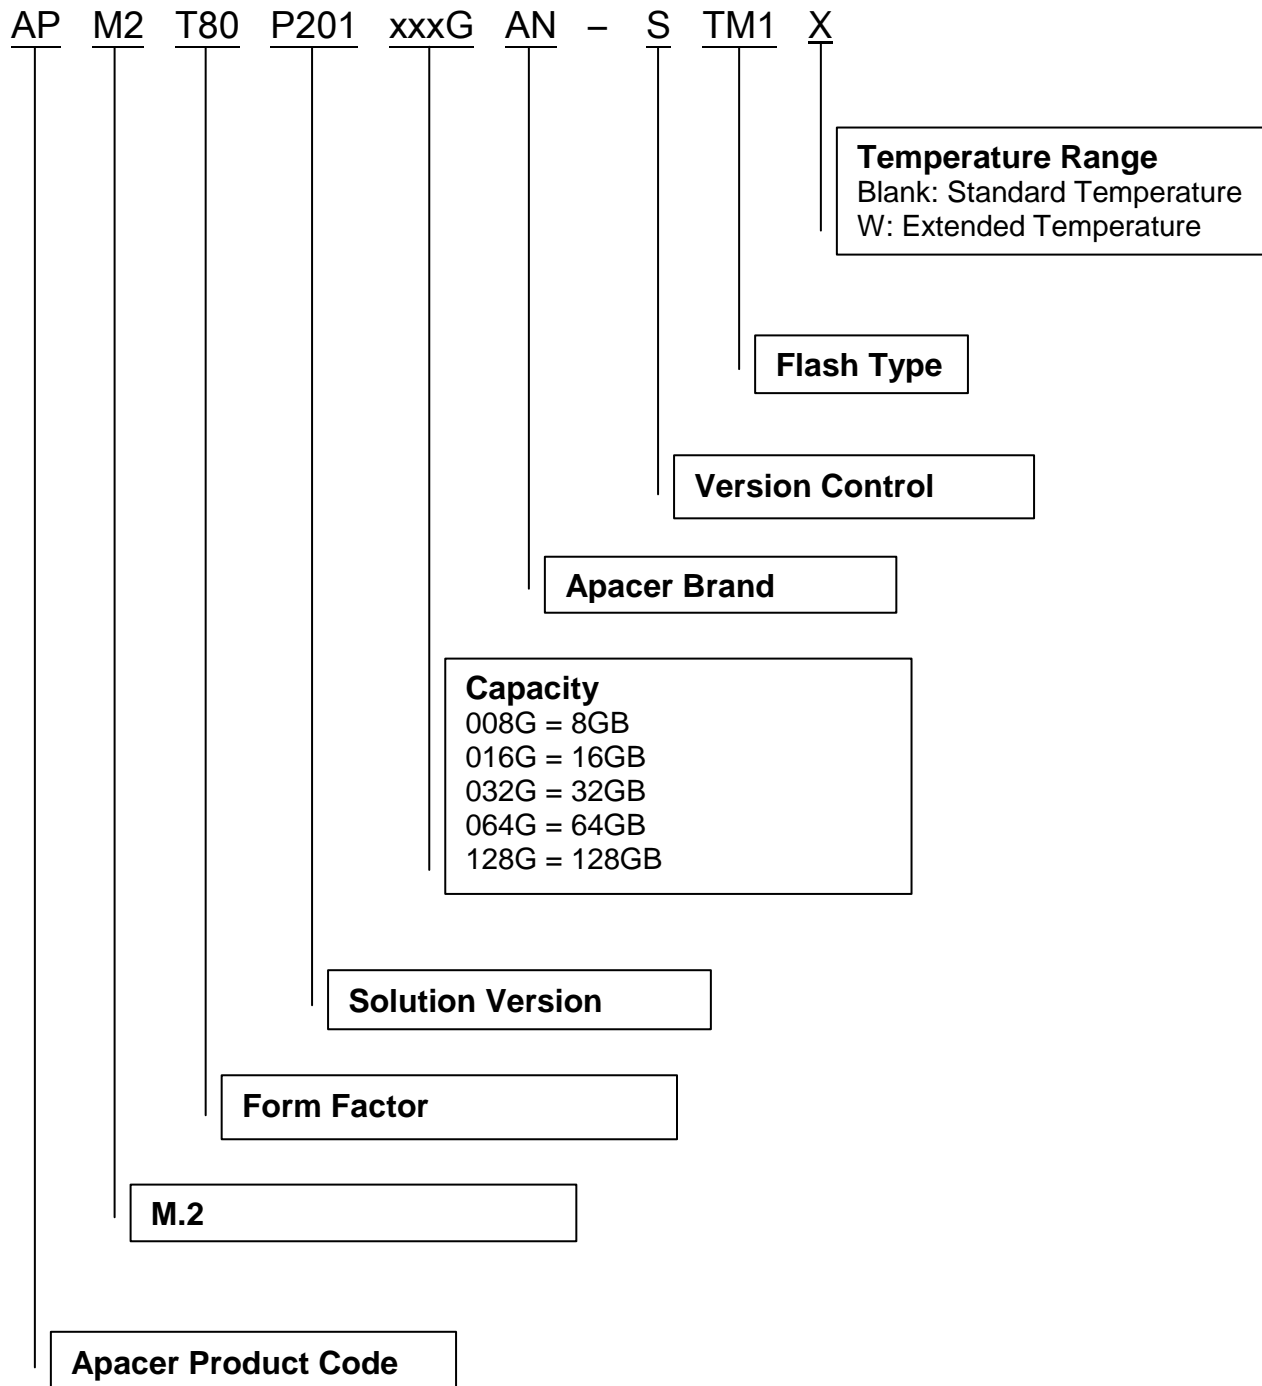 AP M2 T80 P201 xxxG AN – S TM1 X
Temperature Range
Blank: Standard Temperature
W: Extended Temperature
Flash Type
Version Control
Apacer Brand
Capacity
008G = 8GB
016G = 16GB
032G = 32GB
064G = 64GB
128G = 128GB
Solution Version
Form Factor
M.2
Apacer Product Code